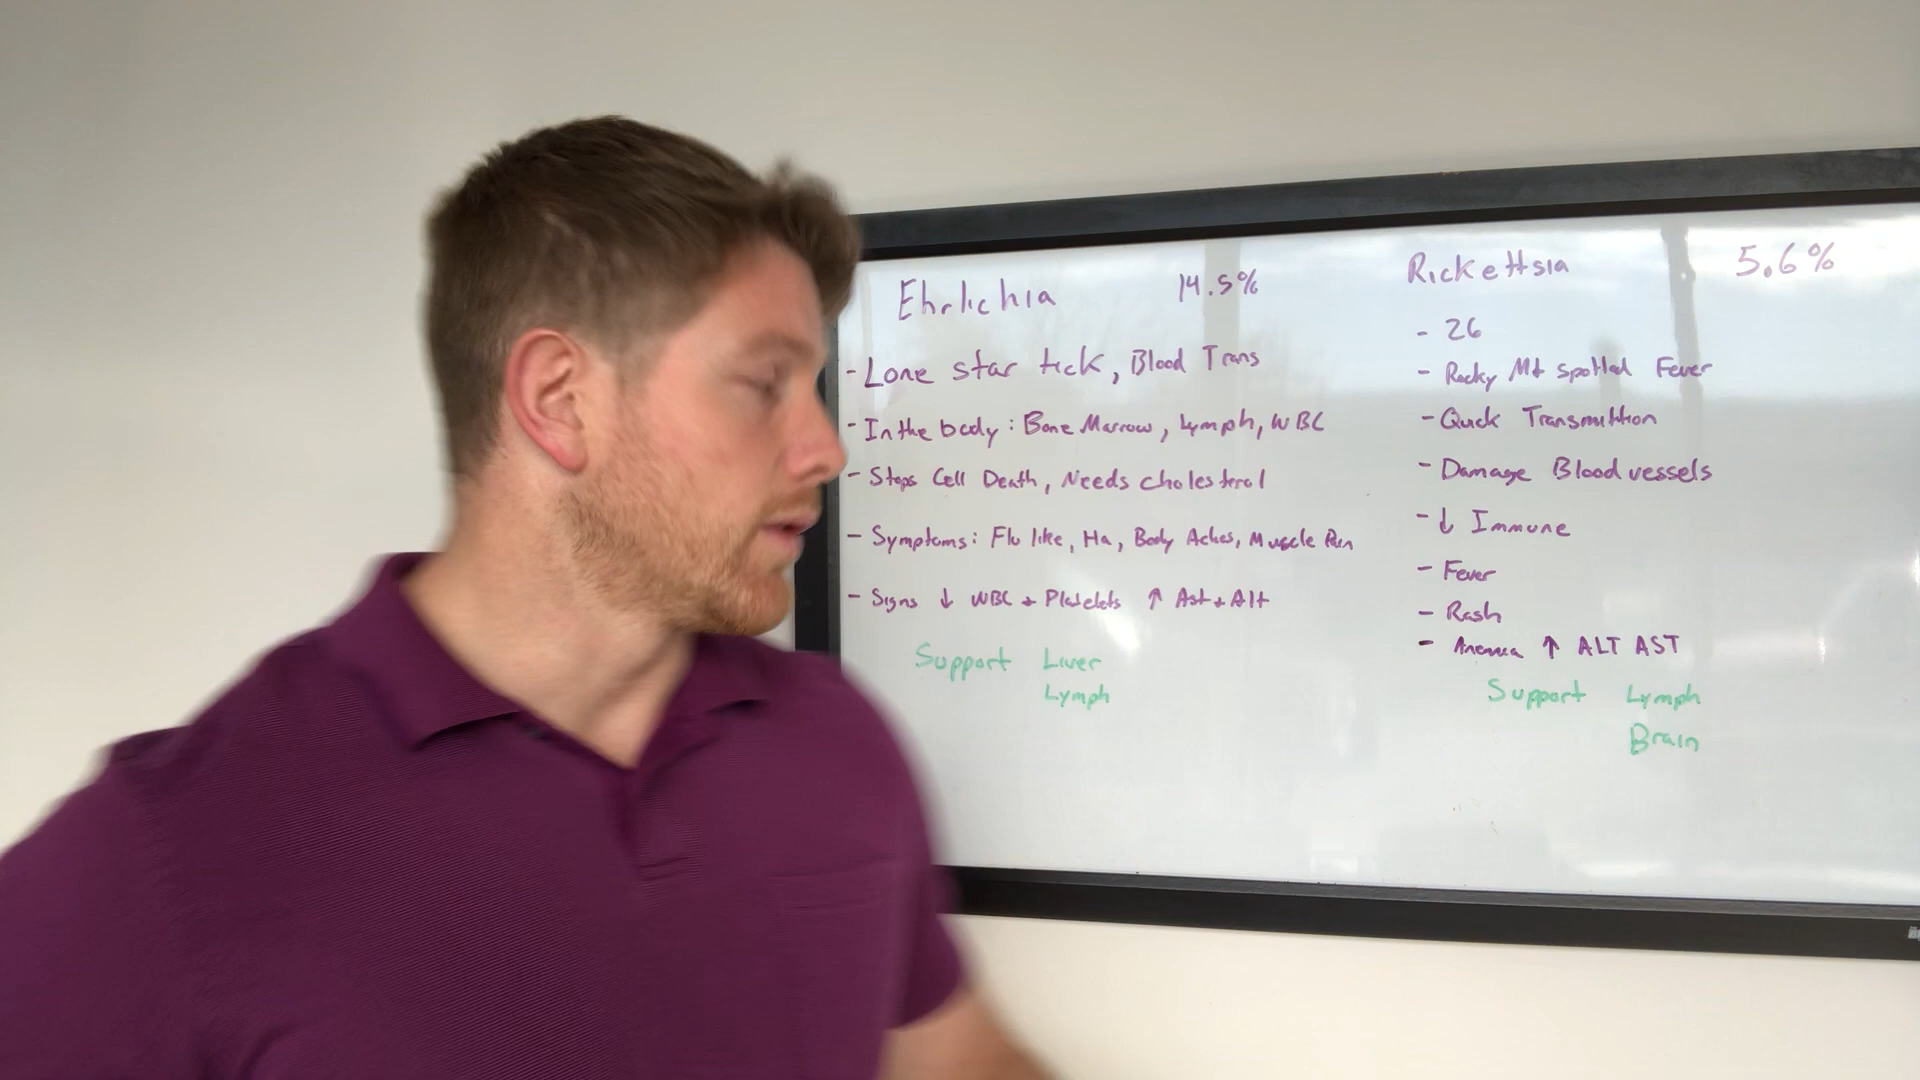 Ehrlichia 14.5%
- Lone star tick, Blood Trans
- In the body: Bone Marrow, Lymph, WBC
- Stops Cell Death, Needs cholesterol
- Symptoms: Flu like, Ha, Body Aches, Muscle Pain
- Signs ↓ WBC + Platelets ↑ Ast + Alt
Support Liver
Lymph
Rickettsia 5.6%
- 26
- Rocky Mt spotted Fever
- Quick Transmittion
- Damage Blood vessels
- ↓ Immune
- Fever
- Rash
- Anemia ↑ ALT AST
Support Lymph
Brain